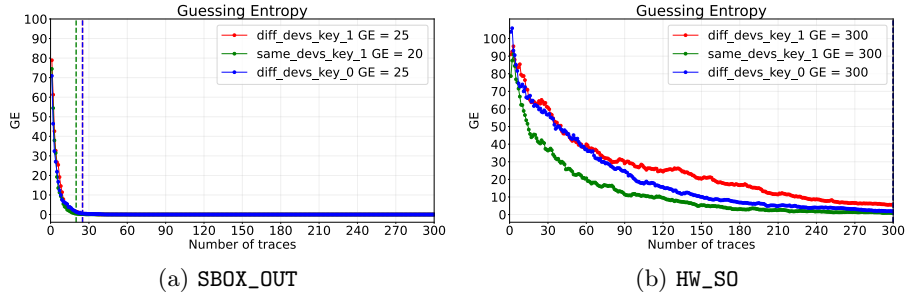 Guessing Entropy
diff_devs_key_1 GE = 25
same_devs_key_1 GE = 20
diff_devs_key_0 GE = 25
GE
100
90
80
70
60
50
40
30
20
10
0
0 30 60 90 120 150 180 210 240 270 300
Number of traces
(a) SBOX_OUT
Guessing Entropy
diff_devs_key_1 GE = 300
same_devs_key_1 GE = 300
diff_devs_key_0 GE = 300
GE
100
90
80
70
60
50
40
30
20
10
0
0 30 60 90 120 150 180 210 240 270 300
Number of traces
(b) HW_SO